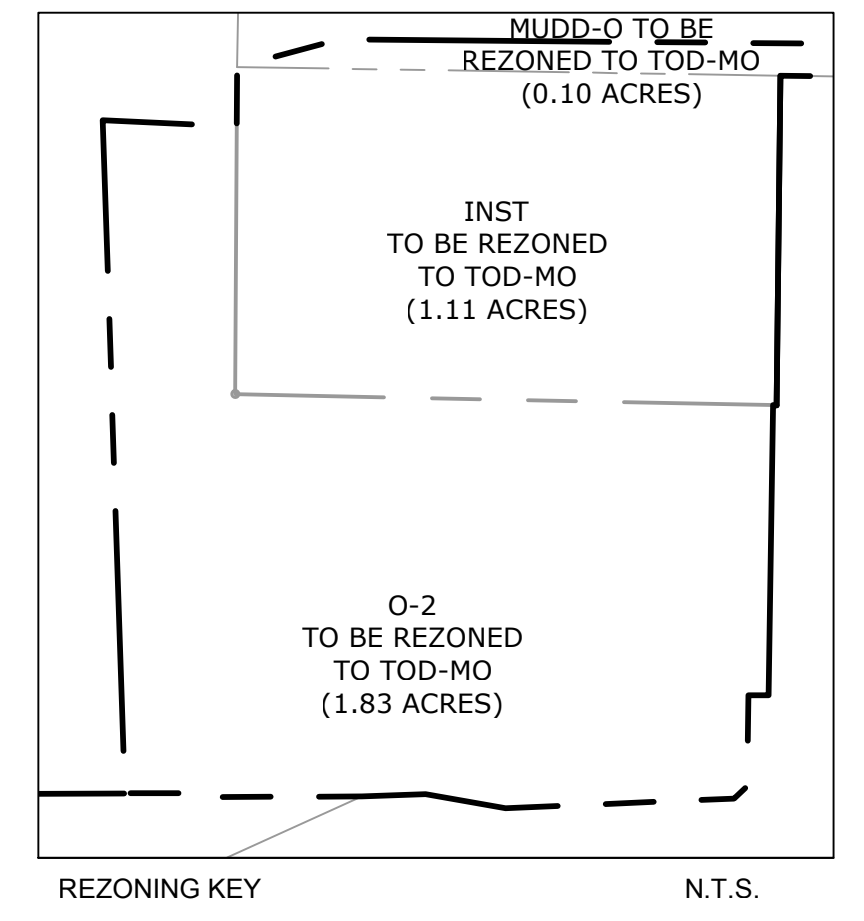 MUDD-O TO BE
REZONED TO TOD-MO
(0.10 ACRES)
INST
TO BE REZONED
TO TOD-MO
(1.11 ACRES)
O-2
TO BE REZONED
TO TOD-MO
(1.83 ACRES)
REZONING KEY N.T.S.